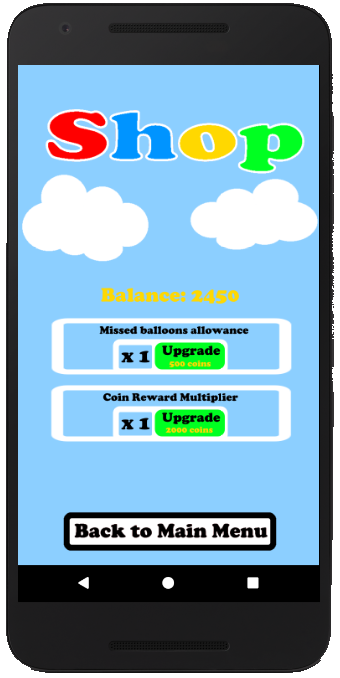 Shop
Balance: 2450
Missed balloons allowance
x 1 Upgrade
500 coins
Coin Reward Multiplier
x 1 Upgrade
2000 coins
Back to Main Menu